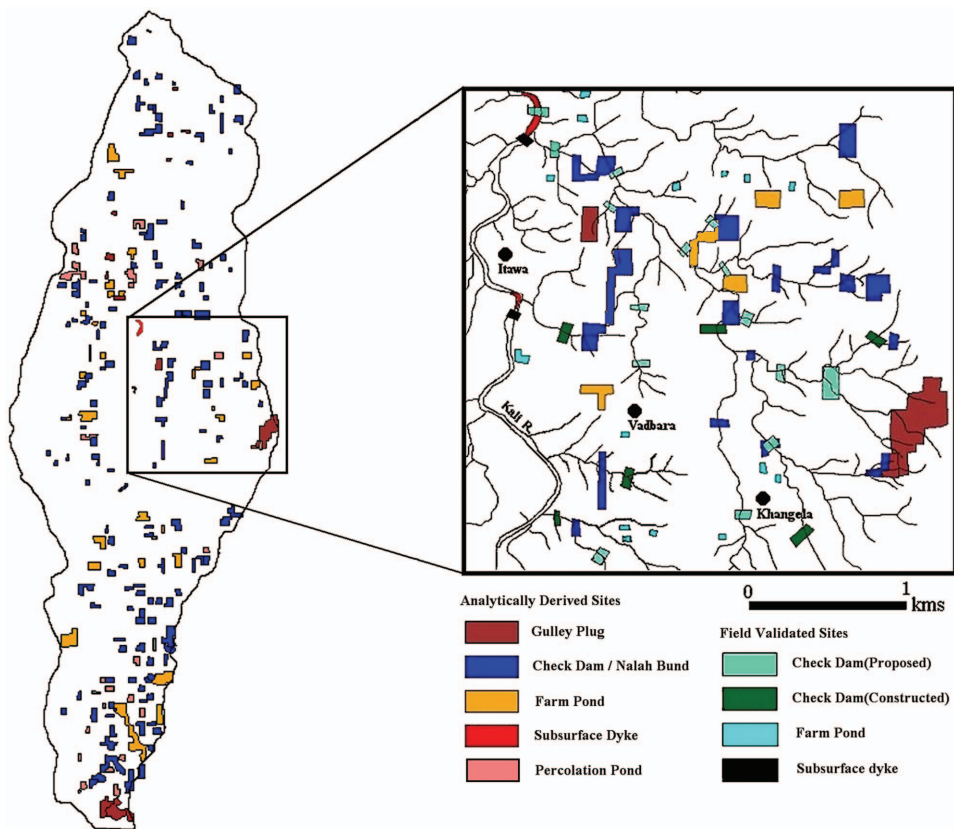 Itawa
Kali R.
Vadbara
Khangela
0 1
kms
Analytically Derived Sites
Gulley Plug
Check Dam / Nalah Bund
Farm Pond
Subsurface Dyke
Percolation Pond
Field Validated Sites
Check Dam(Proposed)
Check Dam(Constructed)
Farm Pond
Subsurface dyke